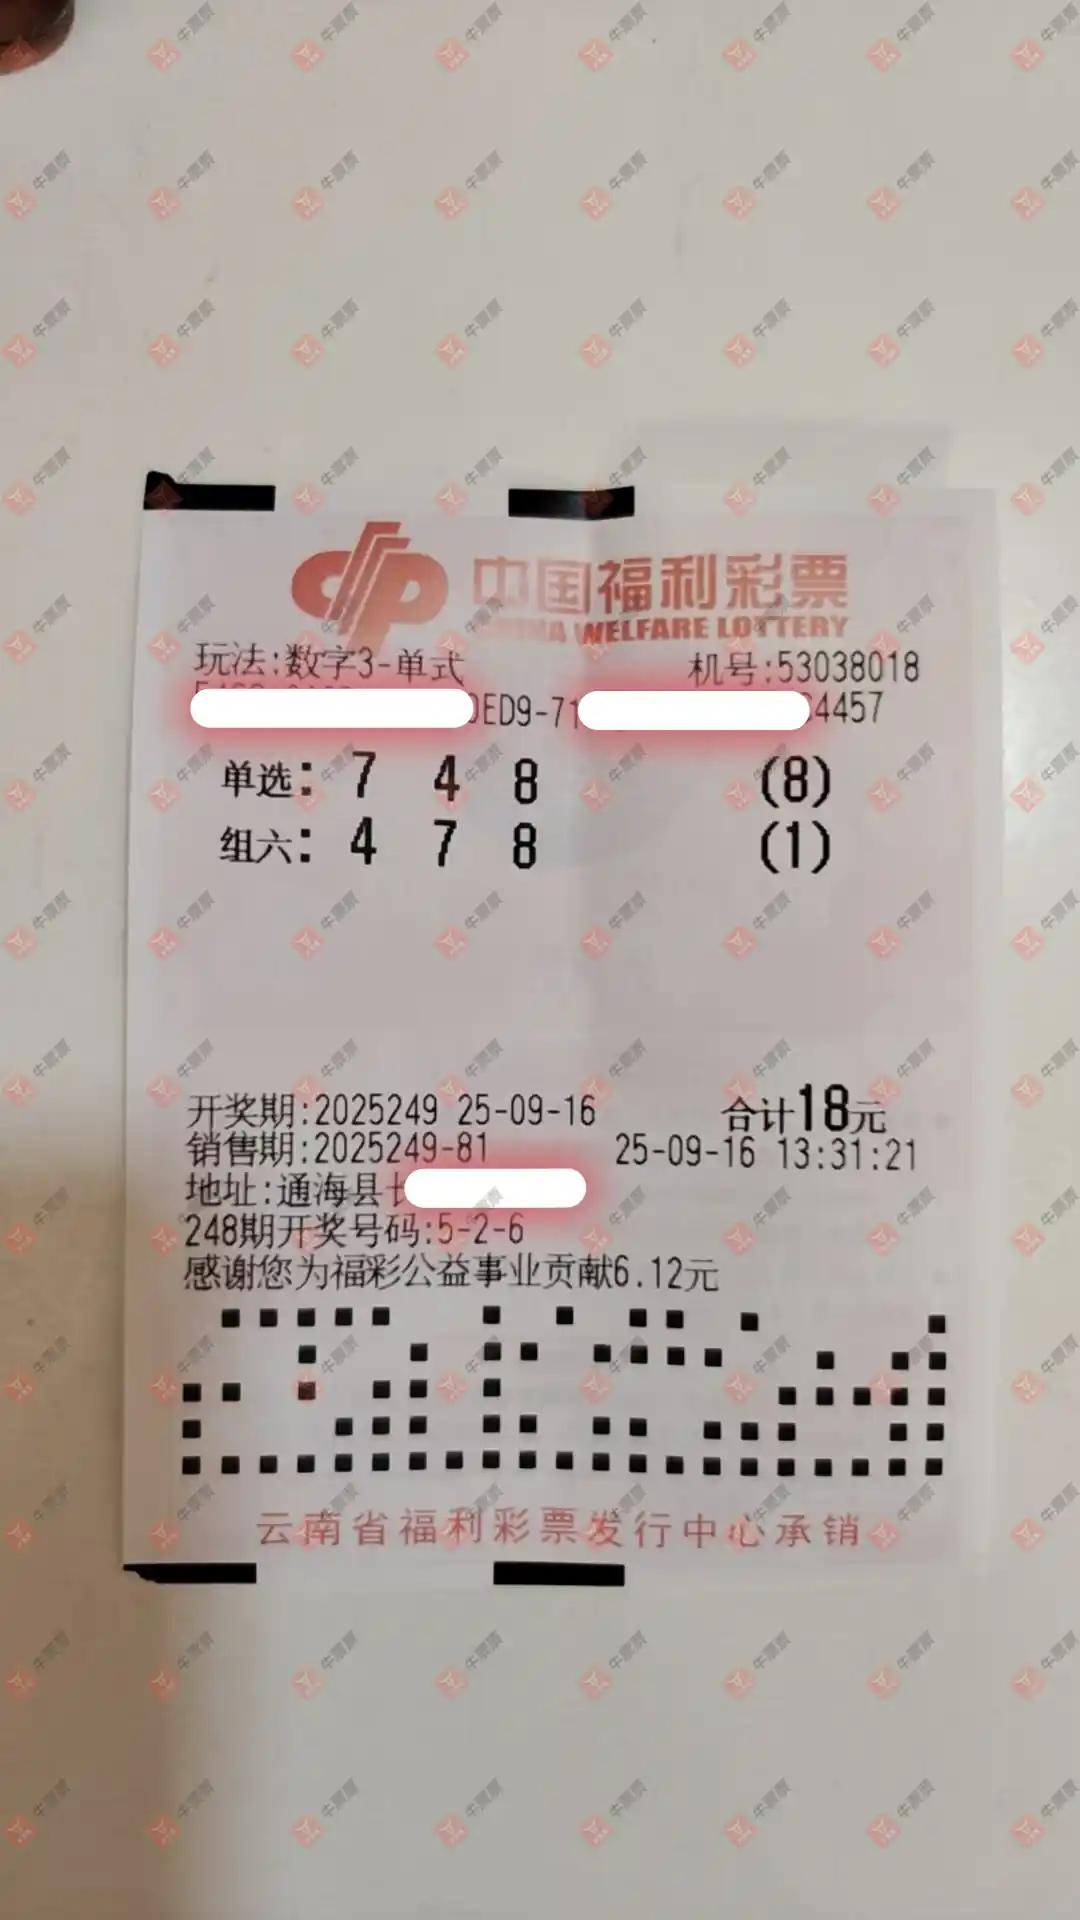 中国福利彩票
CHINA WELFARE LOTTERY
玩法:数字3-单式 机号:53038018
0ED9-71 4457
单选: 7 4 8 (8)
组六: 4 7 8 (1)
开奖期:2025249 25-09-16 合计18元
销售期:2025249-81 25-09-16 13:31:21
地址:通海县
248期开奖号码:5-2-6
感谢您为福彩公益事业贡献6.12元
云南省福利彩票发行中心承销
牛票票